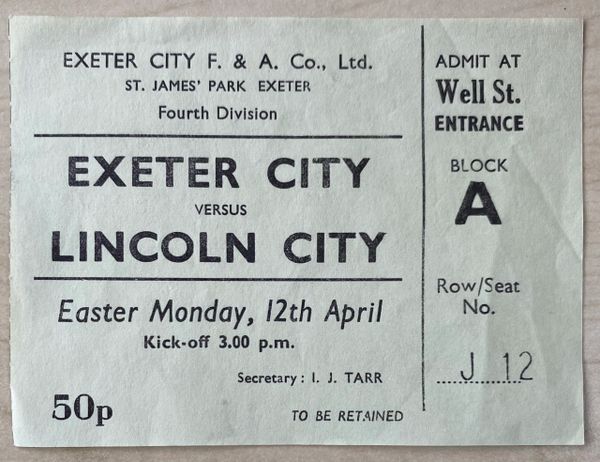 EXETER CITY F. & A. Co., Ltd.
ST. JAMES' PARK EXETER
Fourth Division
EXETER CITY
VERSUS
LINCOLN CITY
Easter Monday, 12th April
Kick-off 3.00 p.m.
Secretary: I. J. TARR
50p
TO BE RETAINED
ADMIT AT
Well St.
ENTRANCE
BLOCK
A
Row/Seat
No.
J 12